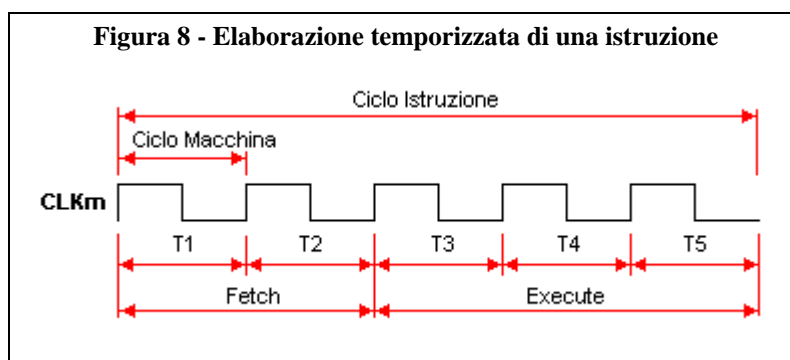 Figura 8 - Elaborazione temporizzata di una istruzione
Ciclo Istruzione
Ciclo Macchina
CLKm
T1 T2 T3 T4 T5
Fetch Execute